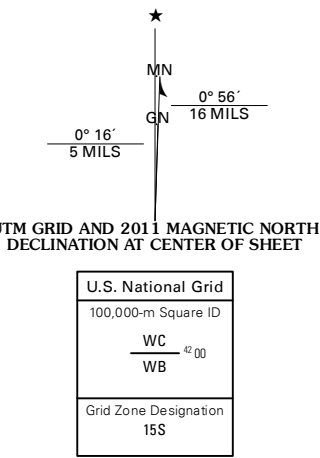 ★
MN
0° 56´
GN
16 MILS
0° 16´
5 MILS
UTM GRID AND 2011 MAGNETIC NORTH
DECLINATION AT CENTER OF SHEET
U.S. National Grid
100,000-m Square ID
WC
42 00
WB
Grid Zone Designation
15S